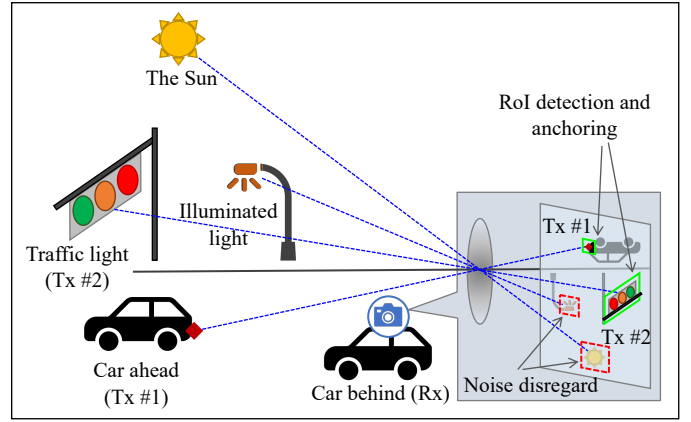 The Sun
RoI detection and
anchoring
Illuminated
light
Tx #1
Traffic light
(Tx #2)
Tx #2
Car ahead
(Tx #1)
Car behind (Rx)
Noise disregard